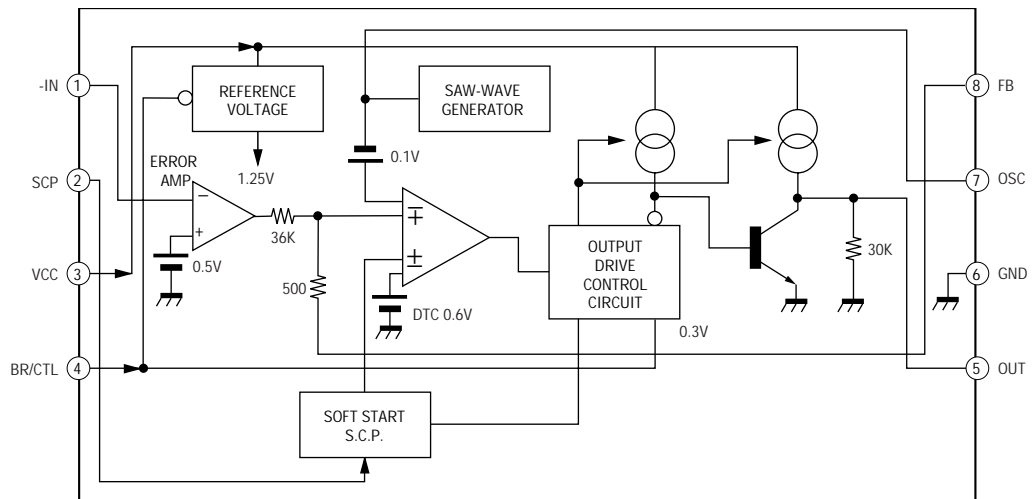 -IN
1
REFERENCE
VOLTAGE
SAW-WAVE
GENERATOR
8
FB
0.1V
1.25V
ERROR
AMP
SCP
2
7
OSC
−
+
36K
−
+
+
−
OUTPUT
DRIVE
CONTROL
CIRCUIT
30K
VCC
3
0.5V
500
DTC 0.6V
6
GND
0.3V
BR/CTL
4
5
OUT
SOFT START
S.C.P.